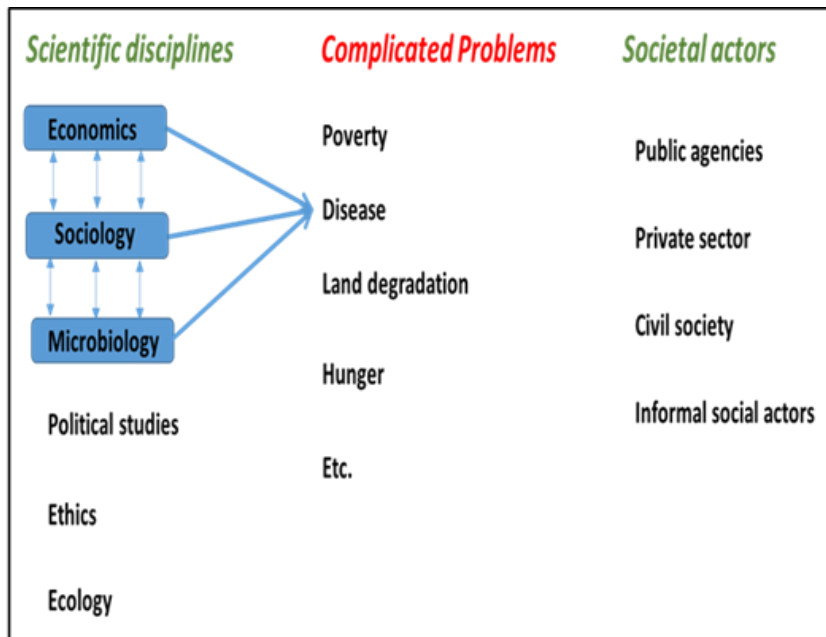 Scientific disciplines
Complicated Problems
Societal actors
Economics
Sociology
Microbiology
Political studies
Ethics
Ecology
Poverty
Disease
Land degradation
Hunger
Etc.
Public agencies
Private sector
Civil society
Informal social actors